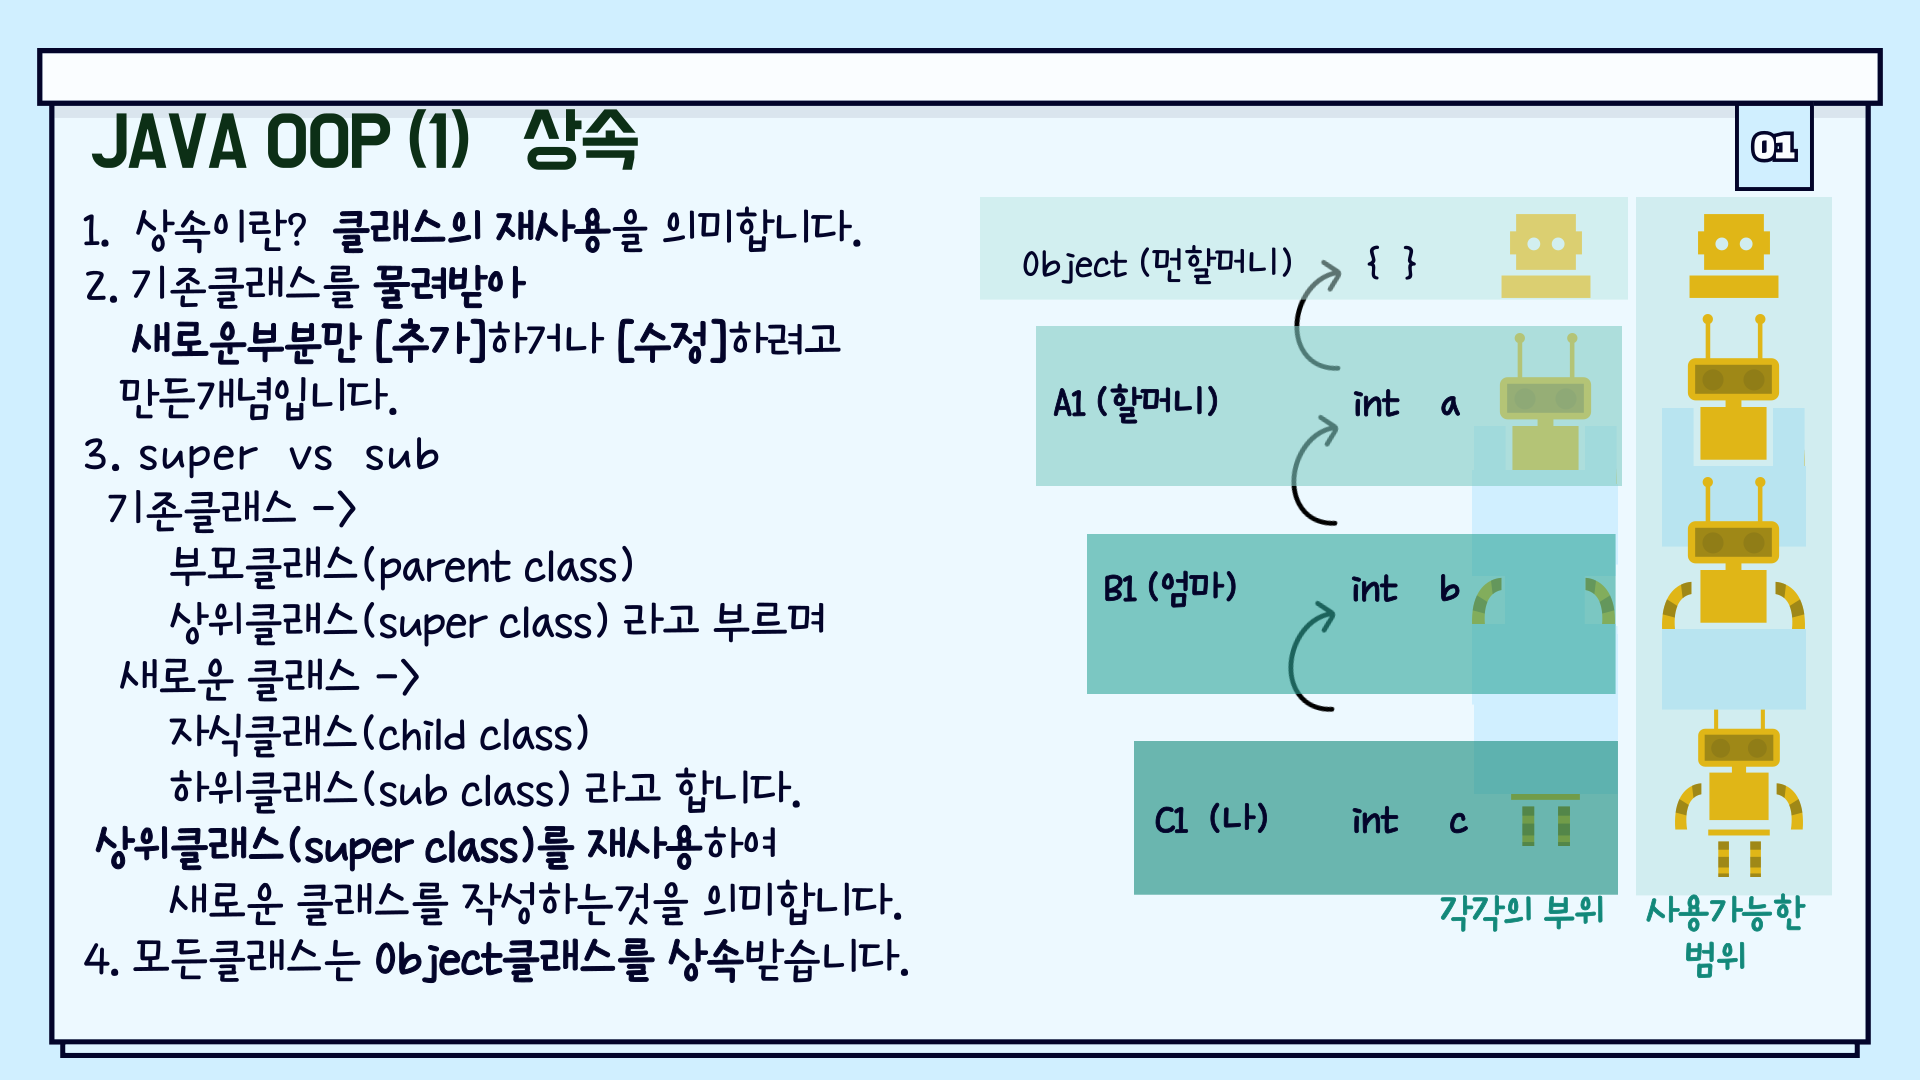 JAVA OOP (1) 상속
01
1. 상속이란? 클래스의 재사용을 의미합니다.
2. 기존클래스를 물려받아
새로운부분만 [추가]하거나 [수정]하려고
만든개념입니다.
3. super vs sub
기존클래스 ->
부모클래스(parent class)
상위클래스(super class) 라고 부르며
새로운 클래스 ->
자식클래스(child class)
하위클래스(sub class) 라고 합니다.
상위클래스(super class)를 재사용하여
새로운 클래스를 작성하는것을 의미합니다.
4. 모든클래스는 Object클래스를 상속받습니다.
Object (먼할머니) { }
A1 (할머니) int a
B1 (엄마) int b
C1 (나) int c
각각의 부위
사용가능한
범위